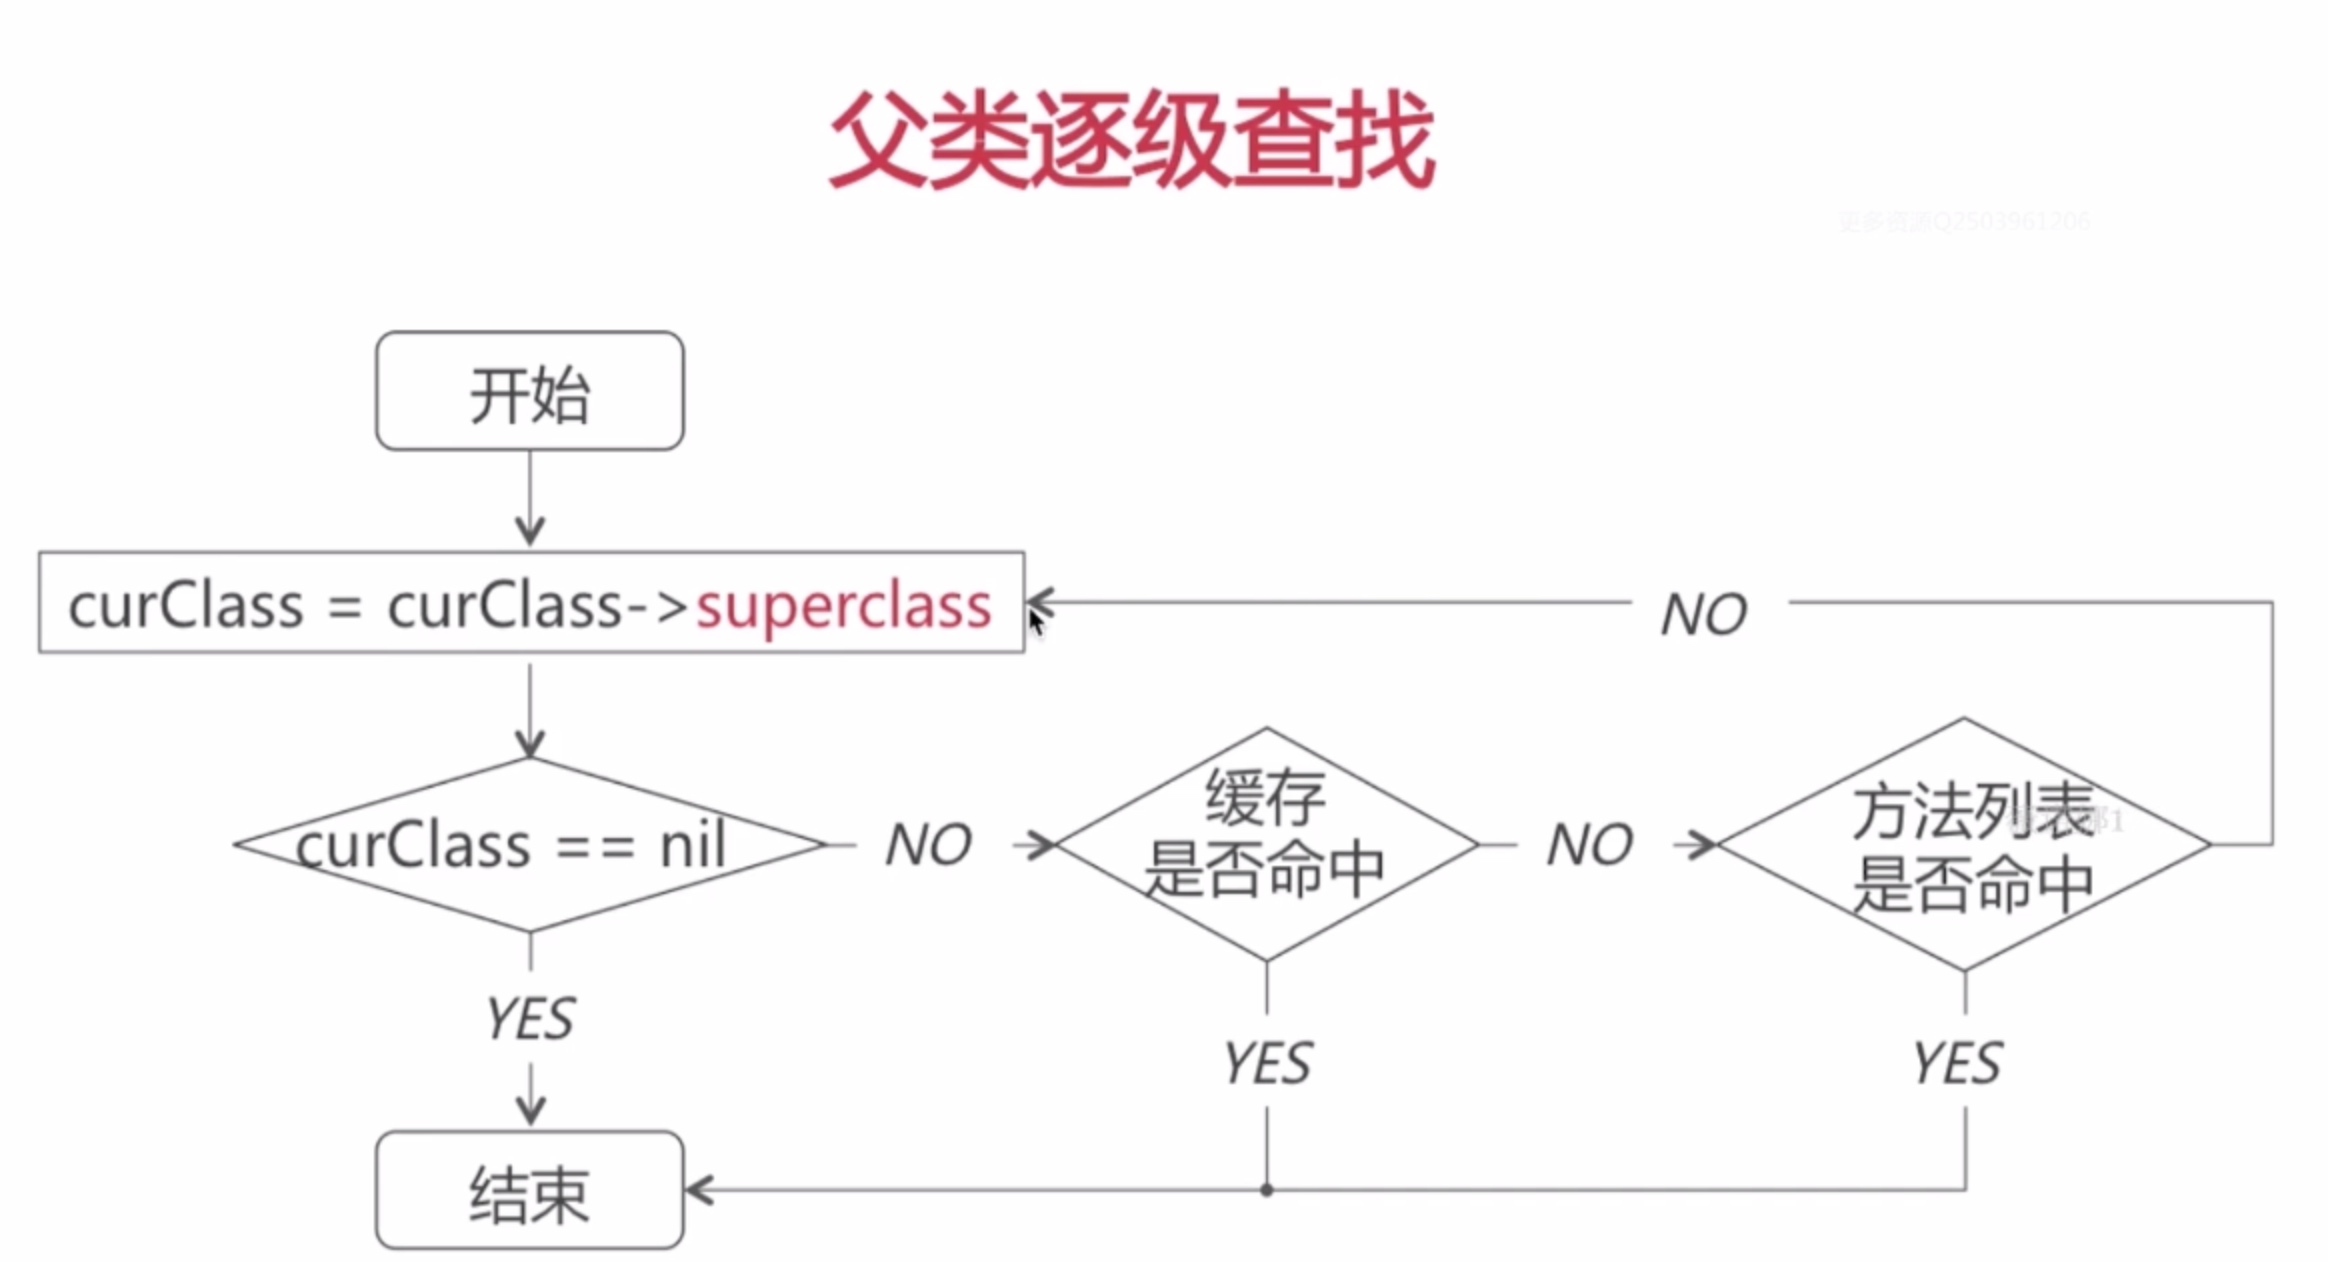 父类逐级查找
更多资源Q2503961206
开始
curClass = curClass->superclass
NO
curClass == nil
NO
缓存
是否命中
NO
方法列表
是否命中
YES
YES
YES
结束